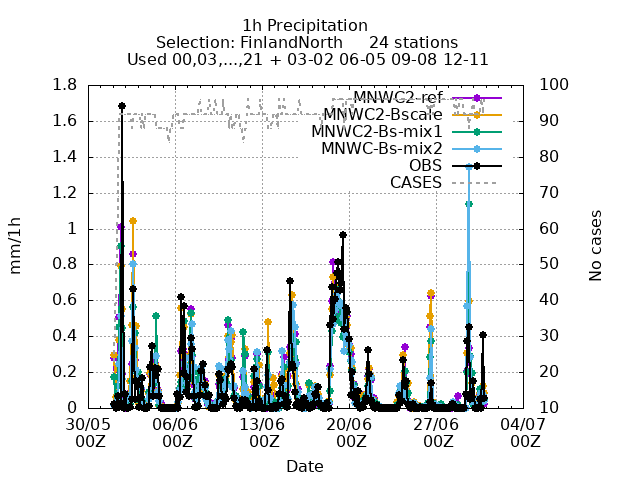 1h Precipitation
Selection: FinlandNorth 24 stations
Used 00,03,...,21 + 03-02 06-05 09-08 12-11
1.8
1.6
1.4
1.2
1
0.8
0.6
0.4
0.2
0
mm/1h
MNWC2-ref
MNWC2-Bscale
MNWC2-Bs-mix1
MNWC-Bs-mix2
OBS
CASES
100
90
80
70
60
50
40
30
20
10
No cases
30/05 06/06 13/06 20/06 27/06 04/07
00Z 00Z 00Z 00Z 00Z 00Z
Date